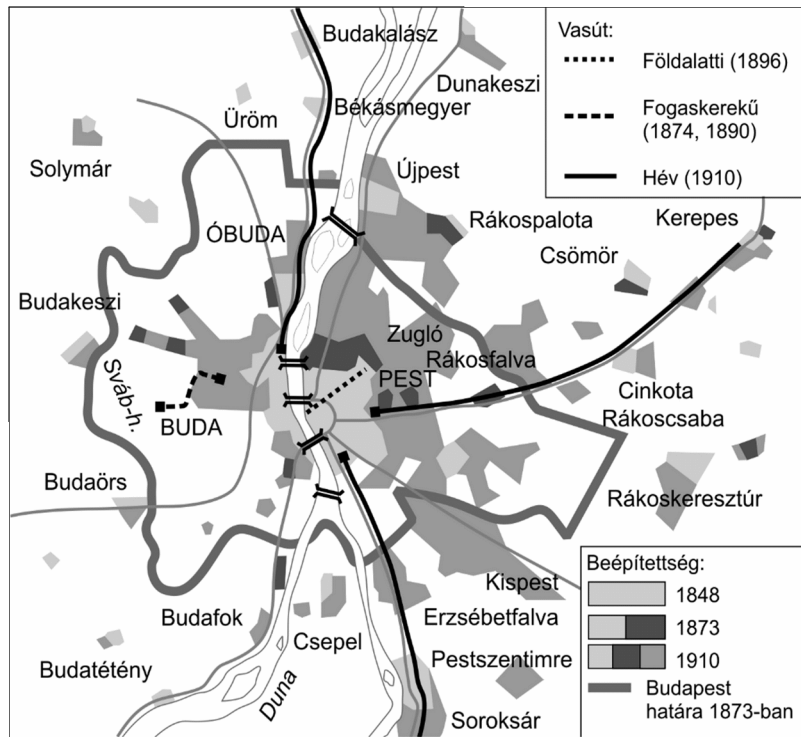 Budakalász
Dunakeszi
Békásmegyer
Üröm
Solymár
Újpest
Rákospalota
ÓBUDA
Kerepes
Csömör
Budakeszi
Zugló
Rákosfalva
PEST
Sváb-h.
BUDA
Cinkota
Rákoscsaba
Budaörs
Rákoskeresztúr
Kispest
Budafok
Erzsébetfalva
Csepel
Pestszentimre
Budatétény
Duna
Soroksár
Vasút:
Földalatti (1896)
Fogaskerekű
(1874, 1890)
Hév (1910)
Beépítettség:
1848
1873
1910
Budapest
határa 1873-ban